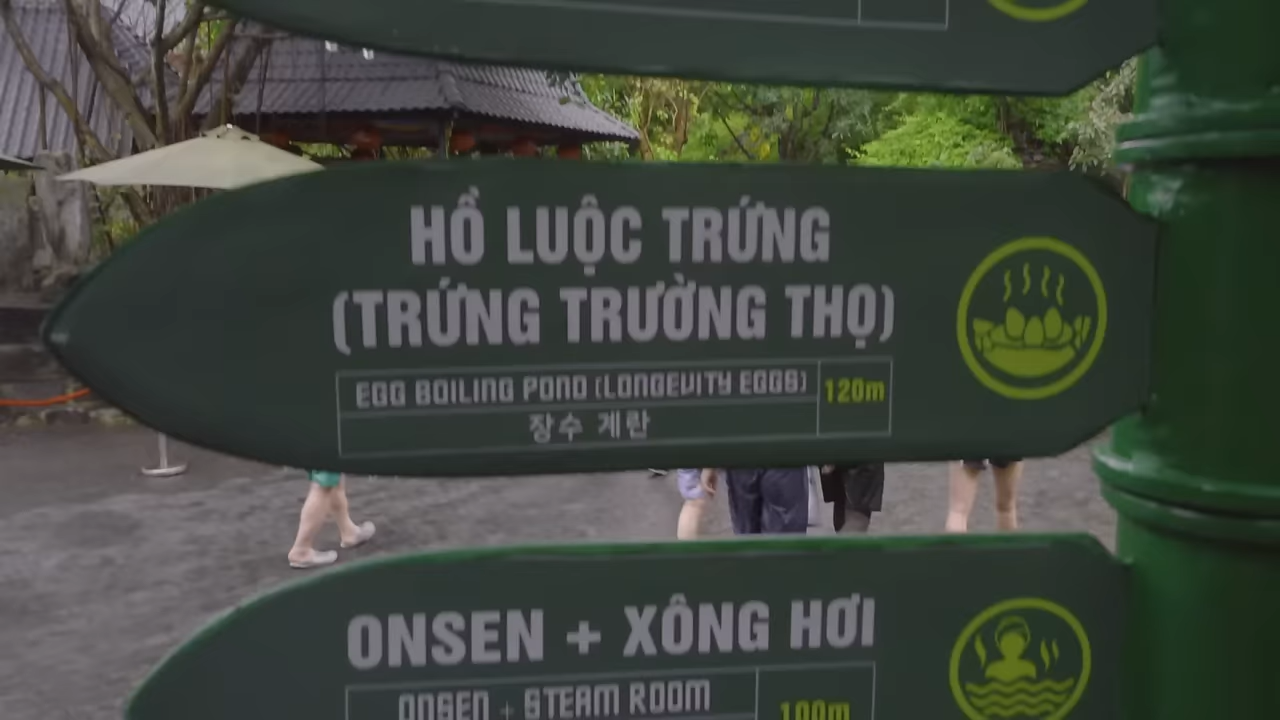 HỒ LUỘC TRỨNG
(TRỨNG TRƯỜNG THỌ)
EGG BOILING POND (LONGEVITY EGGS)
120m
장수 계란
ONSEN + XÔNG HƠI
ONSEN + STEAM ROOM
100m